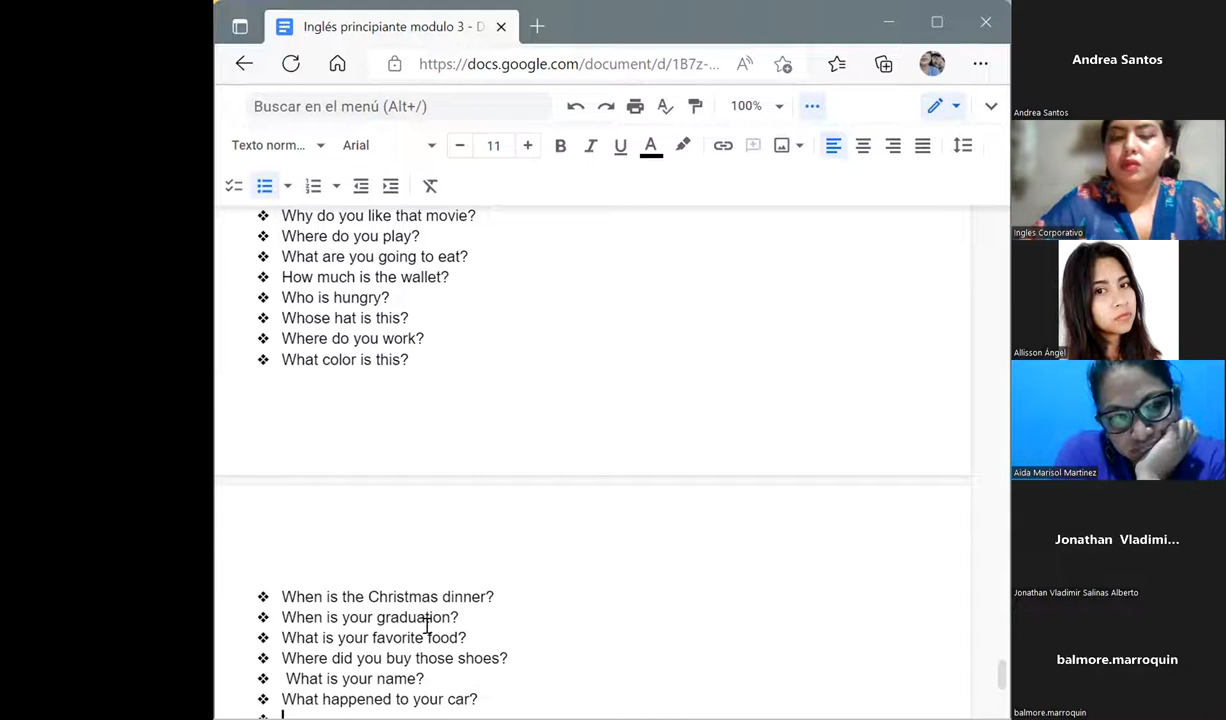 Inglés principiante modulo 3 - D
https://docs.google.com/document/d/1B7z-...
Buscar en el menú (Alt+/)
100%
Texto norm...
Arial
11
Why do you like that movie?
Where do you play?
What are you going to eat?
How much is the wallet?
Who is hungry?
Whose hat is this?
Where do you work?
What color is this?
When is the Christmas dinner?
When is your graduation?
What is your favorite food?
Where did you buy those shoes?
What is your name?
What happened to your car?
Andrea Santos
Andrea Santos
Ingles Corporativo
Allisson Ángel
Aida Marisol Martinez
Jonathan Vladimi...
Jonathan Vladimir Salinas Alberto
balmore.marroquin
balmore.marroquin